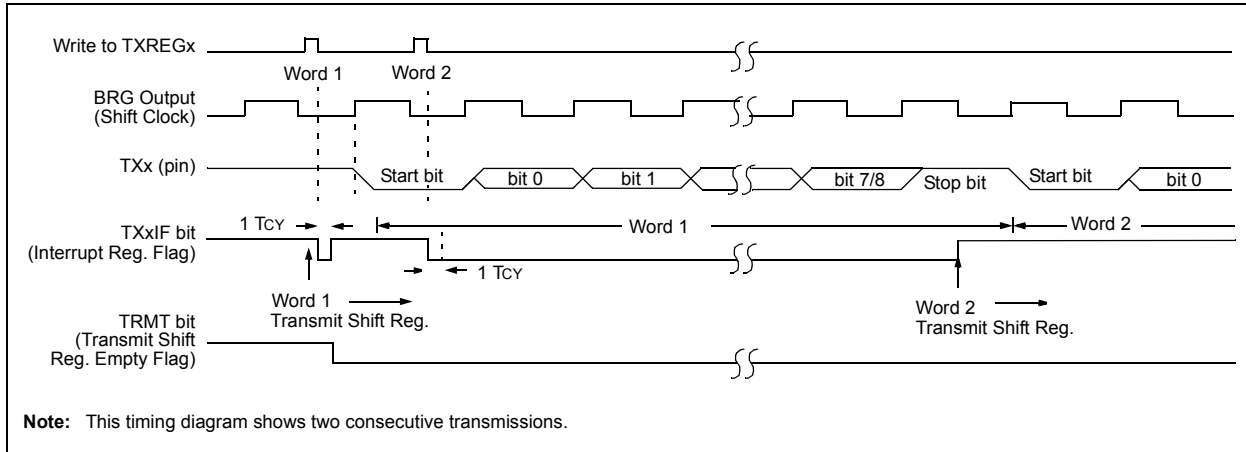 Write to TXREGx
Word 1 Word 2
BRG Output
(Shift Clock)
TXx (pin)
Start bit bit 0 bit 1 bit 7/8 Stop bit Start bit bit 0
1 TCY
Word 1 Word 2
TXxIF bit
(Interrupt Reg. Flag)
1 TCY
Word 1
Transmit Shift Reg.
Word 2
Transmit Shift Reg.
TRMT bit
(Transmit Shift
Reg. Empty Flag)
Note: This timing diagram shows two consecutive transmissions.